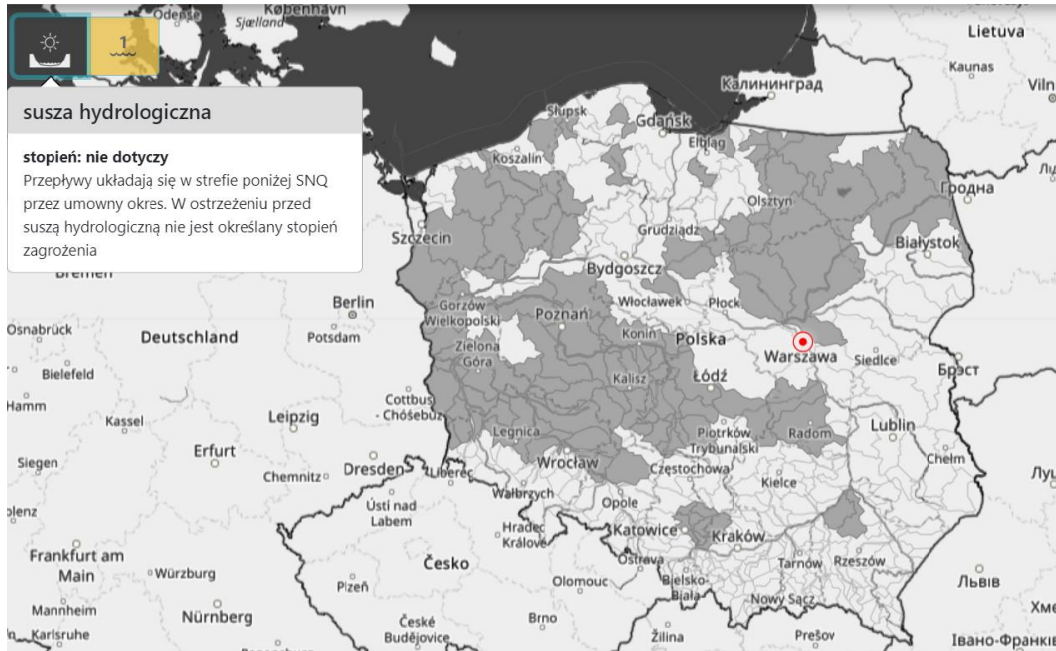 København
Odense
Sjælland
1
Lietuva
Kaunas
Калининград
susza hydrologiczna
Słupsk
Gdańsk
Elbląg
stopień: nie dotyczy
Koszalin
Przepływy układają się w strefie poniżej SNQ
przez umowny okres. W ostrzeżeniu przed
suszą hydrologiczną nie jest określany stopień
zagrożenia
Гродна
Olsztyn
Szczecin
Grudziądz
Białystok
Bremen
Bydgoszcz
Berlin
Gorzów
Wielkopolski
Włocławek
Płock
Poznań
Osnabrück
Deutschland
Potsdam
Konin
Polska
Zielona
Góra
Warszawa
Siedlce
Брэст
Bielefeld
Kalisz
Łódź
Hamm
Cottbus
- Chóśebuz
Kassel
Leipzig
Legnica
Piotrków
Trybunalski
Radom
Lublin
Erfurt
Siegen
Chemnitz
Dresden
Liberec
Wrocław
Częstochowa
Chełm
Kielce
Wałbrzych
Opole
Ústí nad
Labem
Hradec
Králové
Katowice
Kraków
Frankfurt am
Main
Würzburg
Česko
Ostrava
Tarnów
Rzeszów
Львів
Plzeň
Olomouc
Bielsko-
Biała
Nowy Sącz
Mannheim
Nürnberg
České
Budějovice
Brno
Karlsruhe
Žilina
Prešov